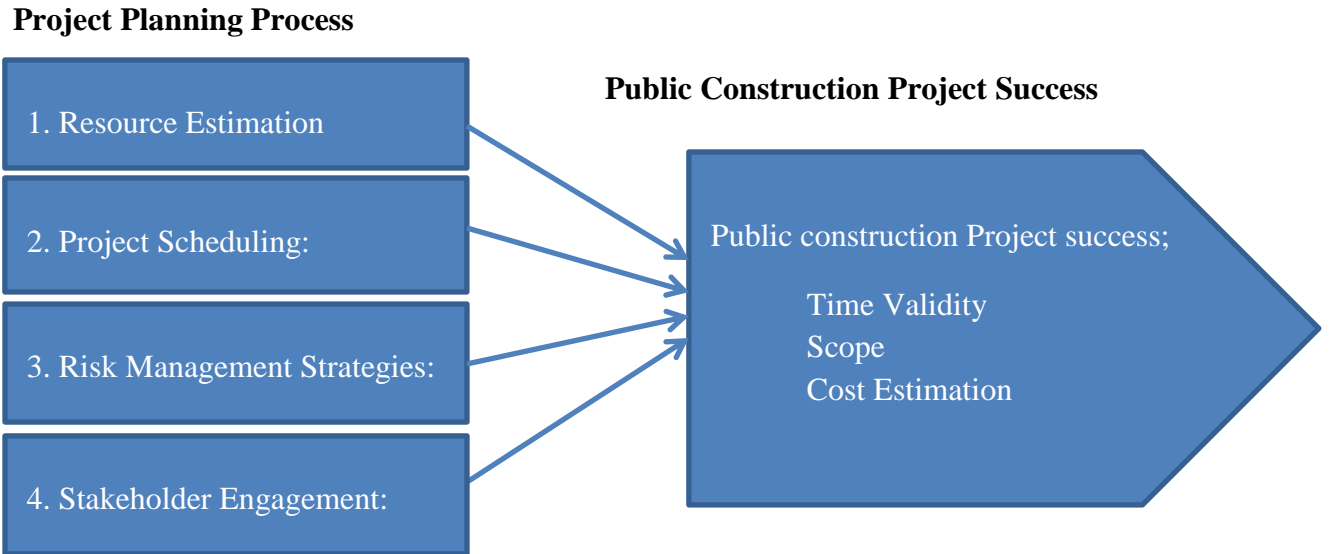 Project Planning Process
1. Resource Estimation
2. Project Scheduling:
3. Risk Management Strategies:
4. Stakeholder Engagement:
Public Construction Project Success
Public construction Project success;
Time Validity
Scope
Cost Estimation